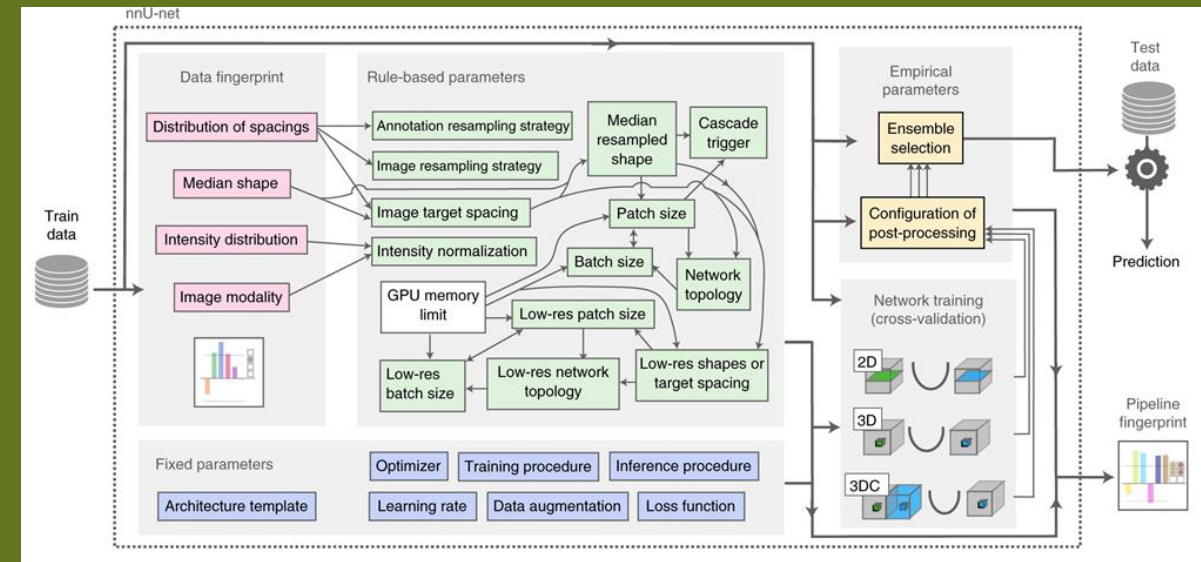 nnU-net
Train
data
Data fingerprint
Distribution of spacings
Median shape
Intensity distribution
Image modality
Rule-based parameters
Annotation resampling strategy
Image resampling strategy
Image target spacing
Intensity normalization
Median
resampled
shape
Cascade
trigger
Patch size
Batch size
Network
topology
GPU memory
limit
Low-res patch size
Low-res
batch size
Low-res network
topology
Low-res shapes or
target spacing
Fixed parameters
Architecture template
Optimizer
Training procedure
Inference procedure
Learning rate
Data augmentation
Loss function
Empirical
parameters
Ensemble
selection
Configuration of
post-processing
Network training
(cross-validation)
2D
3D
3DC
Test
data
Prediction
Pipeline
fingerprint